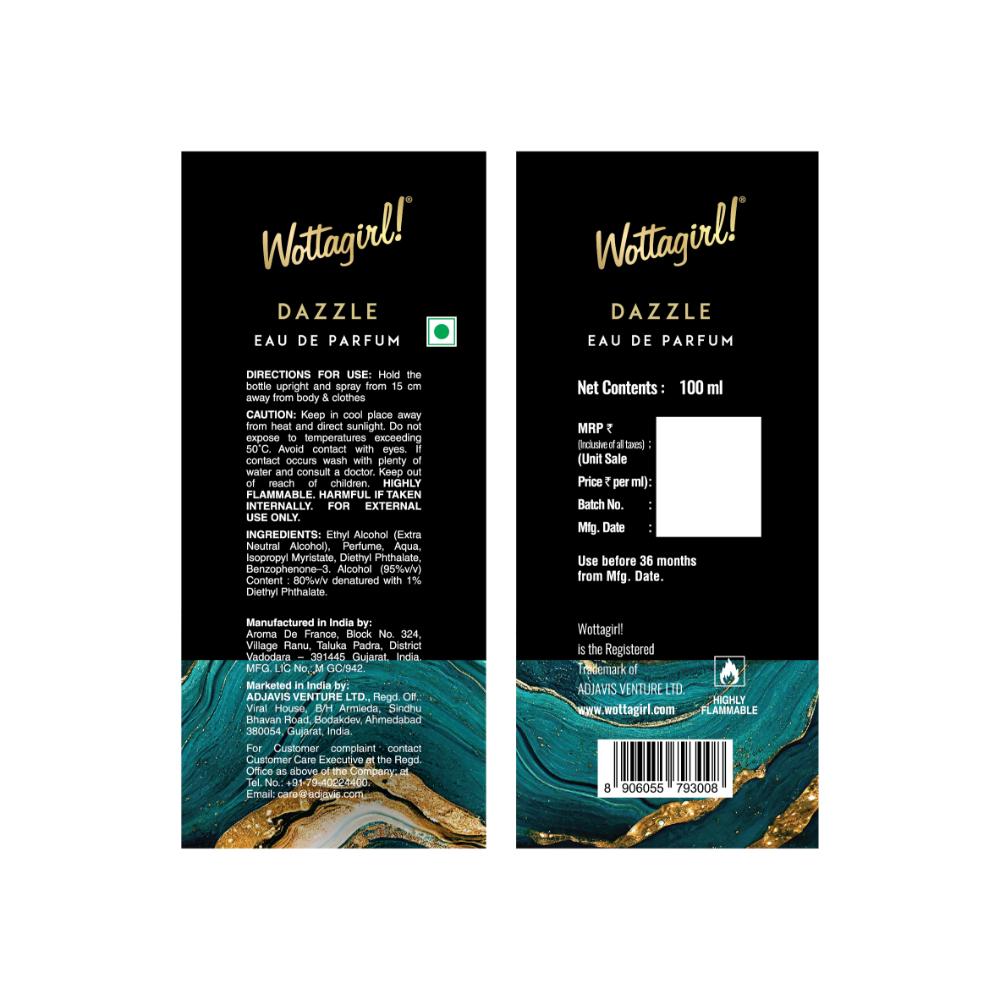 Wottagirl!®
DAZZLE
EAU DE PARFUM
DIRECTIONS FOR USE: Hold the
bottle upright and spray from 15 cm
away from body & clothes
CAUTION: Keep in cool place away
from heat and direct sunlight. Do not
expose to temperatures exceeding
50°C. Avoid contact with eyes. If
contact occurs wash with plenty of
water and consult a doctor. Keep out
of reach of children. HIGHLY
FLAMMABLE. HARMFUL IF TAKEN
INTERNALLY. FOR EXTERNAL
USE ONLY.
INGREDIENTS: Ethyl Alcohol (Extra
Neutral Alcohol), Perfume, Aqua,
Isopropyl Myristate, Diethyl Phthalate,
Benzophenone–3. Alcohol (95%v/v)
Content : 80%v/v denatured with 1%
Diethyl Phthalate.
Manufactured in India by:
Aroma De France, Block No. 324,
Village Ranu, Taluka Padra, District
Vadodara – 391445 Gujarat, India.
MFG. LIC No.:M GC/942.
Marketed in India by:
ADJAVIS VENTURE LTD., Regd. Off.:
Viral House, B/H Armieda, Sindhu
Bhavan Road, Bodakdev, Ahmedabad
380054, Gujarat, India.
For Customer complaint contact
Customer Care Executive at the Regd.
Office as above of the Company: at
Tel. No.: +91-79-40224400.
Email: care@adjavis.com
Wottagirl!®
DAZZLE
EAU DE PARFUM
Net Contents : 100 ml
MRP ₹
(Inclusive of all taxes) :
(Unit Sale
Price ₹ per ml):
Batch No. :
Mfg. Date :
Use before 36 months
from Mfg. Date.
Wottagirl!
is the Registered
Trademark of
ADJAVIS VENTURE LTD.
www.wottagirl.com
HIGHLY
FLAMMABLE
8 906055 793008